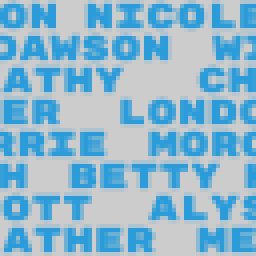 ON NICOLE
DAWSON WI
ATHY CH
ER LONDO
RRIE MORG
H BETTY
OTT ALYS
ATHER ME